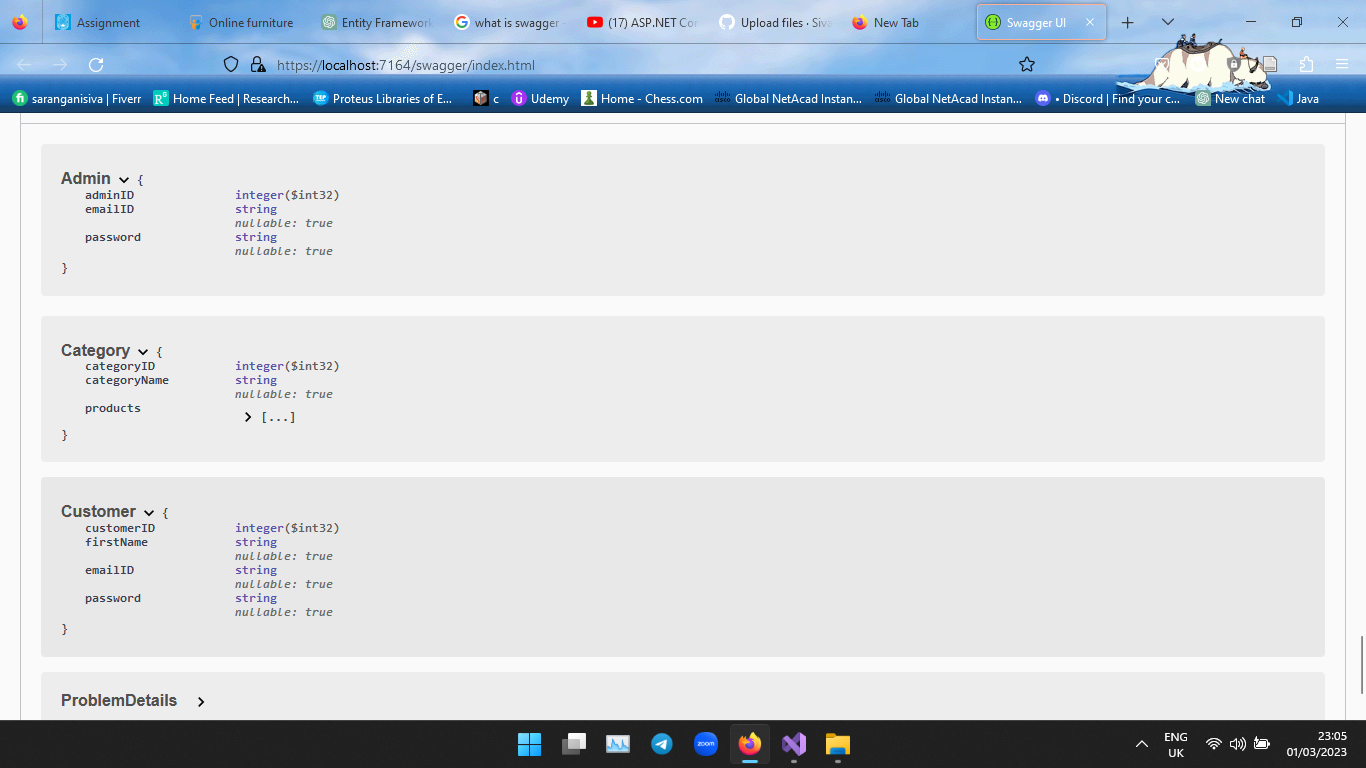 Assignment
Online furniture
Entity Framework
what is swagger -
(17) ASP.NET Cor
Upload files · Siva
New Tab
Swagger UI
https://localhost:7164/swagger/index.html
saranganisiva | Fiverr
Home Feed | Research...
Proteus Libraries of E...
c
Udemy
Home - Chess.com
Global NetAcad Instan...
Global NetAcad Instan...
• Discord | Find your c...
New chat
Java
Admin {
adminID integer($int32)
emailID string
nullable: true
password string
nullable: true
}
Category {
categoryID integer($int32)
categoryName string
nullable: true
products [...]
}
Customer {
customerID integer($int32)
firstName string
nullable: true
emailID string
nullable: true
password string
nullable: true
}
ProblemDetails
zoom
ENG
UK
23:05
01/03/2023